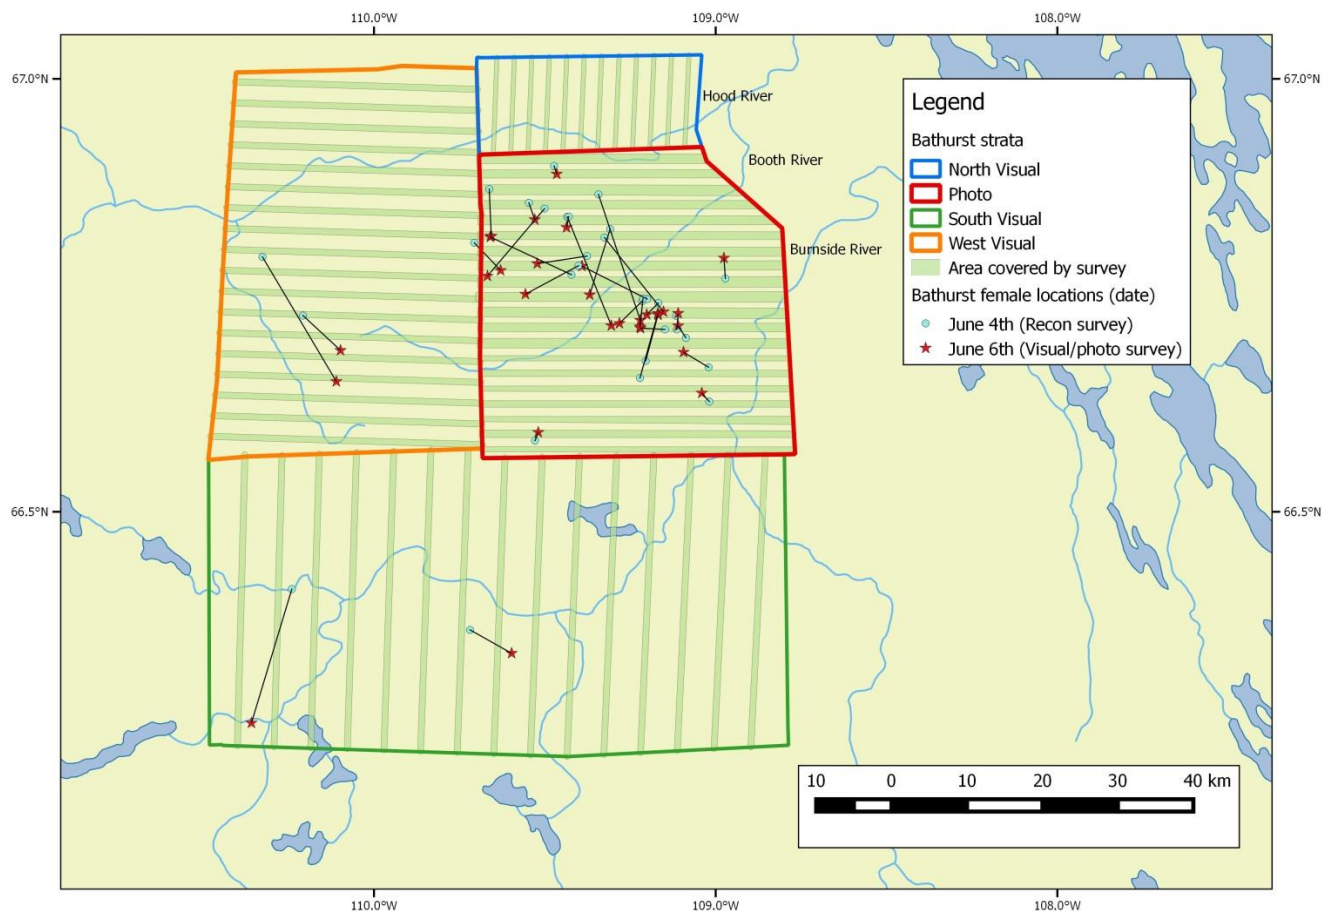 110.0°W 109.0°W 108.0°W
67.0°N 67.0°N
Hood River
Booth River
Burnside River
Legend
Bathurst strata
North Visual
Photo
South Visual
West Visual
Area covered by survey
Bathurst female locations (date)
June 4th (Recon survey)
June 6th (Visual/photo survey)
66.5°N 66.5°N
10 0 10 20 30 40 km
110.0°W 109.0°W 108.0°W